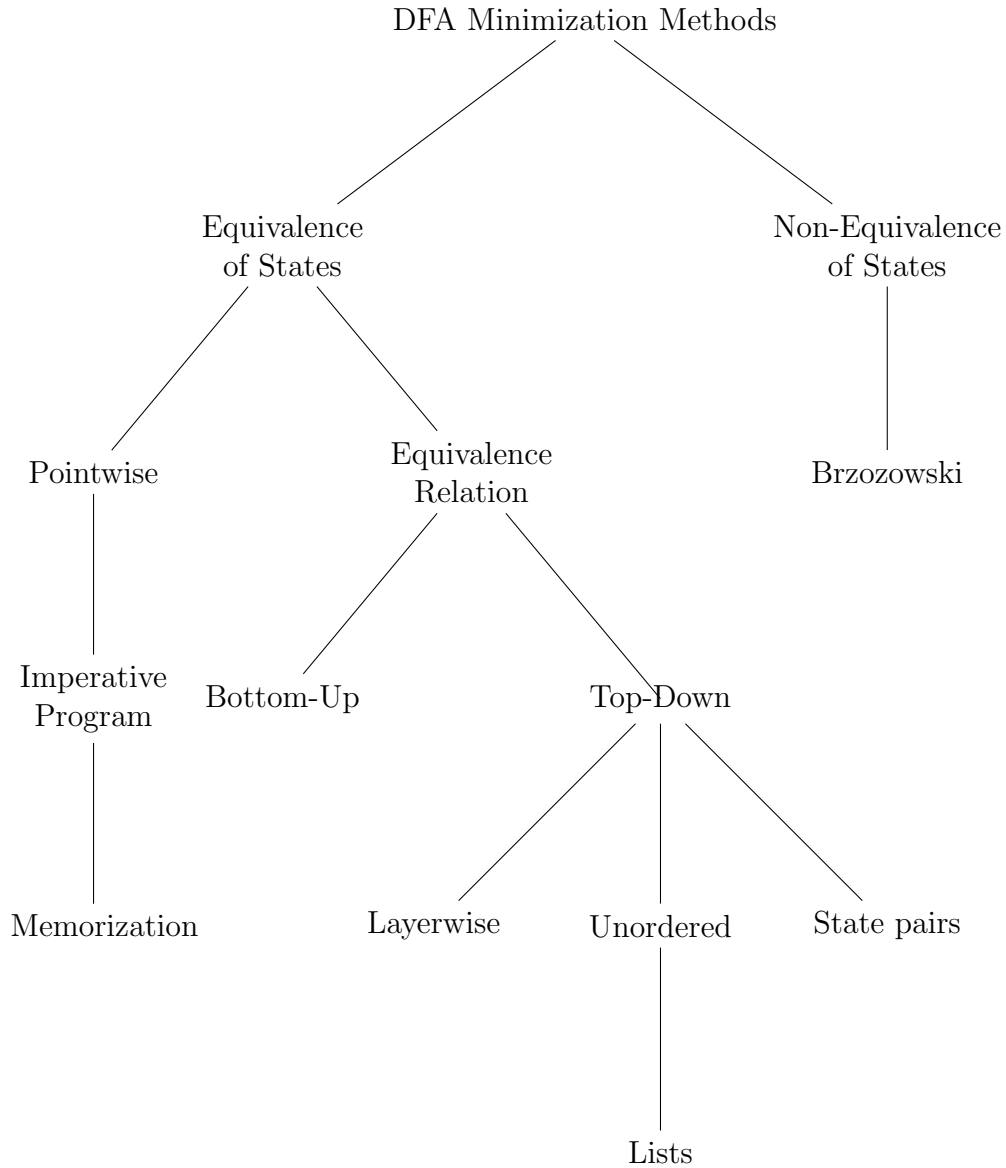 DFA Minimization Methods
Equivalence
of States
Non-Equivalence
of States
Pointwise
Equivalence
Relation
Brzozowski
Imperative
Program
Bottom-Up
Top-Down
Memorization
Layerwise
Unordered
State pairs
Lists